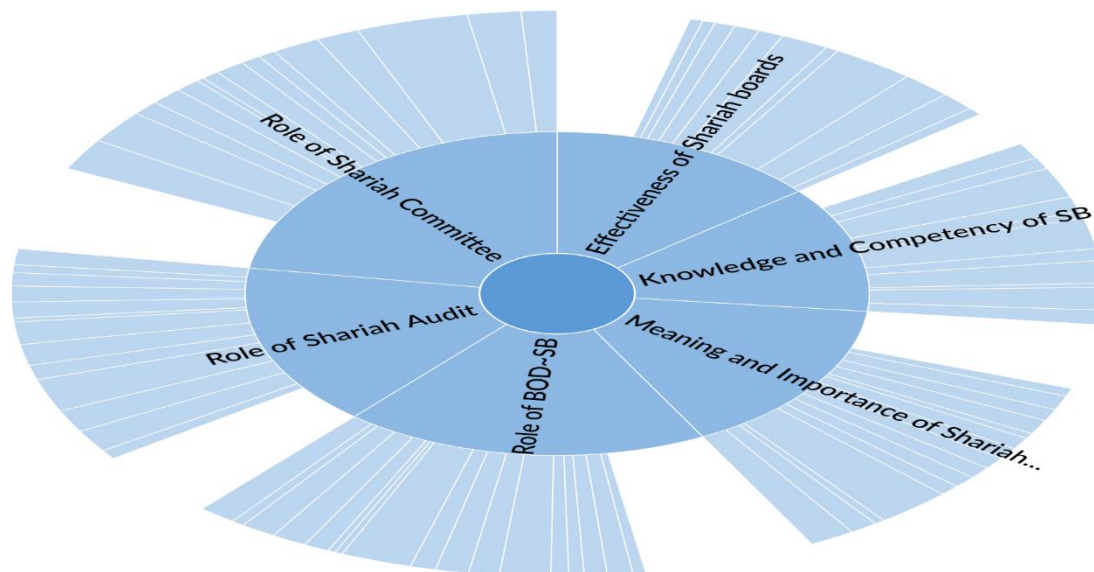 Effectiveness of Shariah boards
Knowledge and Competency of SB
Meaning and Importance of Shariah...
Role of BOD~SB
Role of Shariah Audit
Role of Shariah Committee